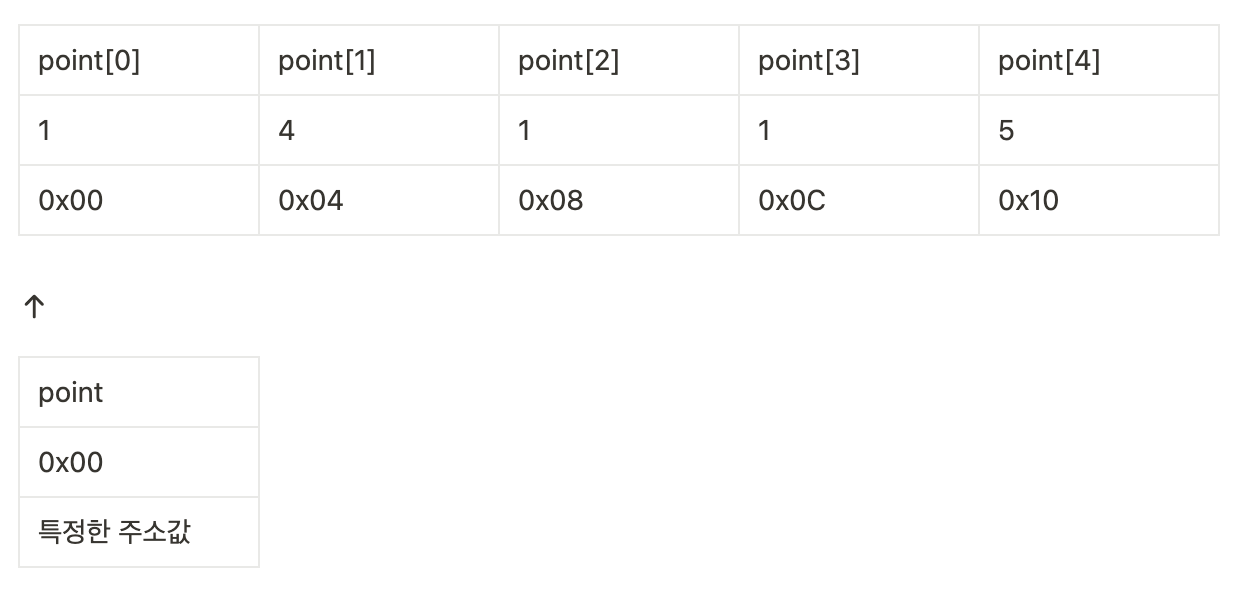 point[0] point[1] point[2] point[3] point[4]
1 4 1 1 5
0x00 0x04 0x08 0x0C 0x10
↑
point
0x00
특정한 주소값